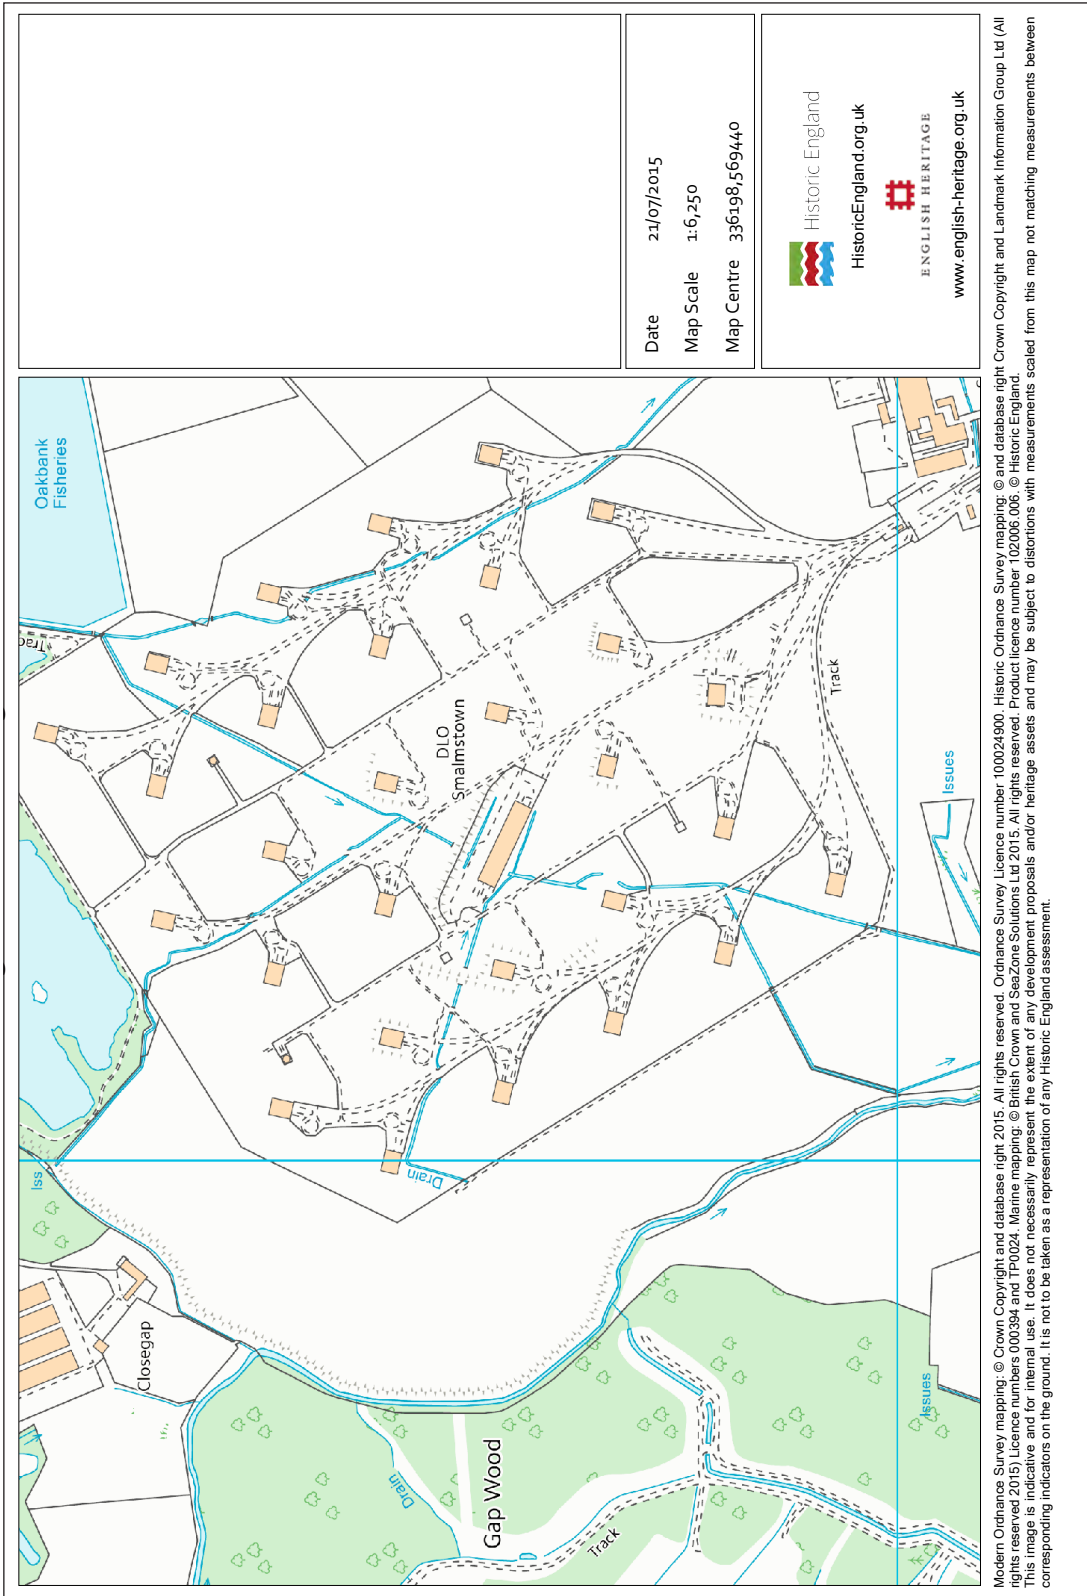 Oakbank
Fisheries
Trac
Iss
Closegap
Drain
DLO
Smalmstown
Track
Issues
Drain
Gap Wood
Track
Issues
Date 21/07/2015
Map Scale 1:6,250
Map Centre 336198,569440
Historic England
HistoricEngland.org.uk
ENGLISH HERITAGE
www.english-heritage.org.uk
Modern Ordnance Survey mapping: © Crown Copyright and database right 2015. All rights reserved. Ordnance Survey Licence number 100024900. Historic Ordnance Survey mapping: © and database right Crown Copyright and Landmark Information Group Ltd (All
rights reserved 2015) Licence numbers 000394 and TP0024. Marine mapping: © British Crown and SeaZone Solutions Ltd 2015. All rights reserved. Product licence number 102006.006. © Historic England.
This image is indicative and for internal use. It does not necessarily represent the extent of any development proposals and/or heritage assets and may be subject to distortions with measurements scaled from this map not matching measurements between
corresponding indicators on the ground. It is not to be taken as a representation of any Historic England assessment.